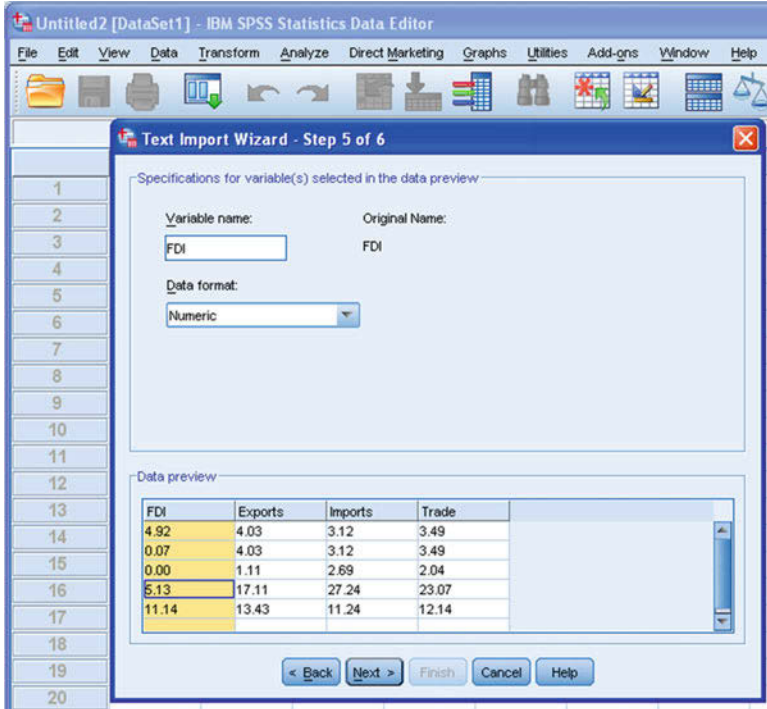 Untitled2 [DataSet1] - IBM SPSS Statistics Data Editor
File Edit View Data Transform Analyze Direct Marketing Graphs Utilities Add-ons Window Help
Text Import Wizard - Step 5 of 6
Specifications for variable(s) selected in the data preview
Variable name: Original Name:
FDI FDI
Data format:
Numeric
Data preview
FDI Exports Imports Trade
4.92 4.03 3.12 3.49
0.07 4.03 3.12 3.49
0.00 1.11 2.69 2.04
5.13 17.11 27.24 23.07
11.14 13.43 11.24 12.14
< Back Next > Finish Cancel Help
1
2
3
4
5
6
7
8
9
10
11
12
13
14
15
16
17
18
19
20